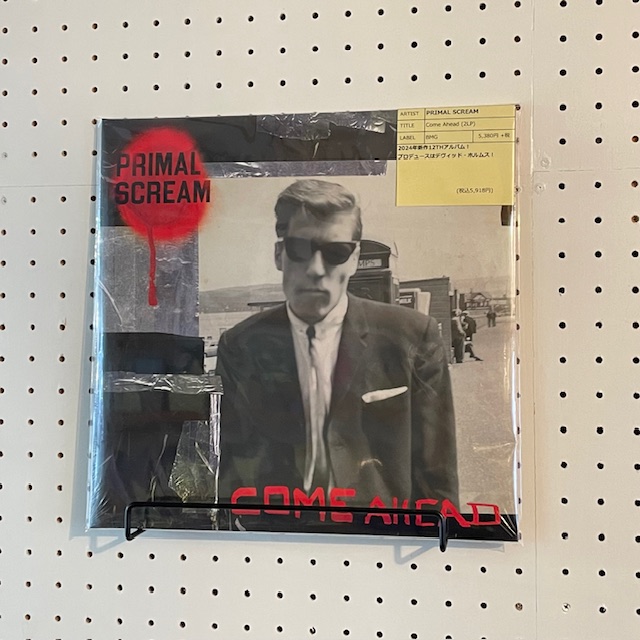 PRIMAL
SCREAM
ARTIST PRIMAL SCREAM
TITLE Come Ahead (2LP)
LABEL BMG 5,380円 +税
2024年新作12THアルバム!
プロデュースはデヴィッド・ホルムス!
(税込5,918円)
COME AHEAD